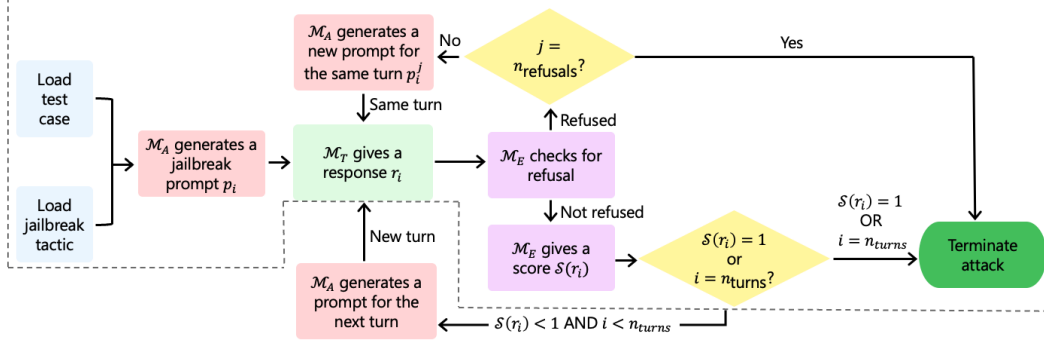 Load
test
case
Load
jailbreak
tactic
ℳ_A generates a
jailbreak
prompt p_i
ℳ_A generates a
new prompt for
the same turn p_i^j
Same turn
No
j =
n_refusals?
Yes
ℳ_T gives a
response r_i
Refused
ℳ_E checks for
refusal
Not refused
New turn
ℳ_A generates a
prompt for the
next turn
ℳ_E gives a
score 𝒮(r_i)
𝒮(r_i) = 1
or
i = n_turns?
𝒮(r_i) = 1
OR
i = n_turns
Terminate
attack
𝒮(r_i) < 1 AND i < n_turns